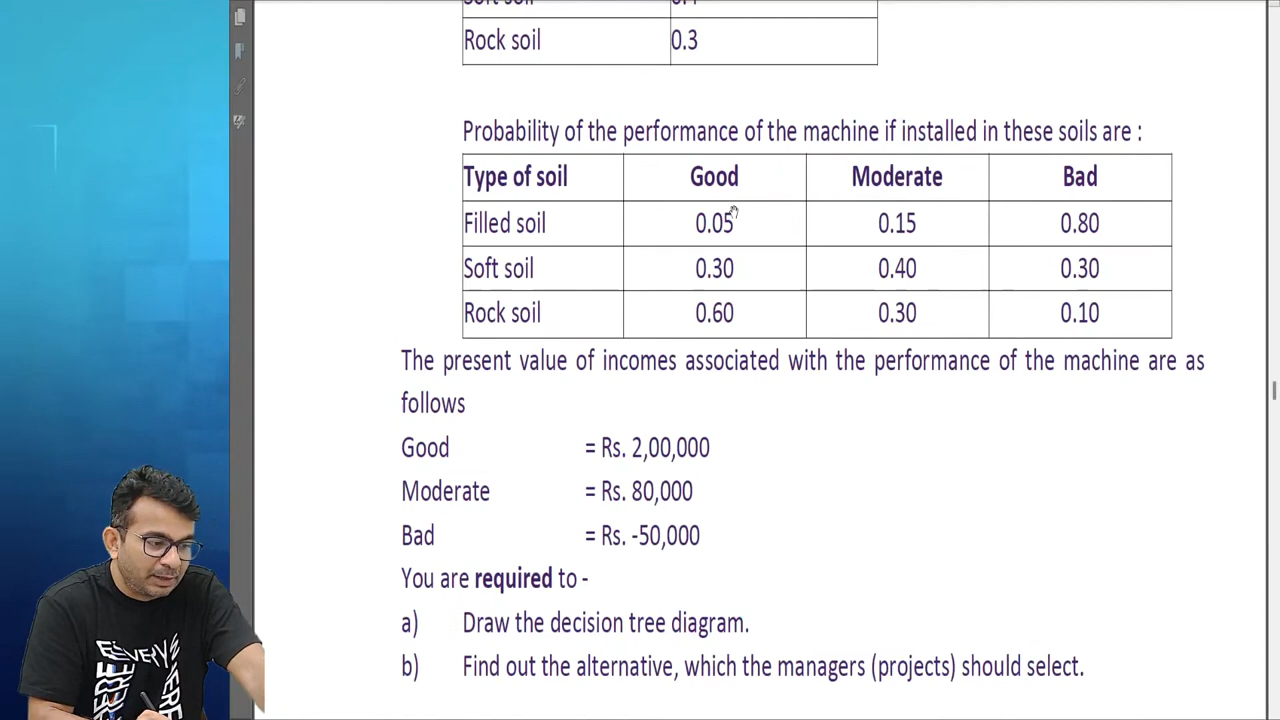 Soft soil
Rock soil 0.3
Probability of the performance of the machine if installed in these soils are :
Type of soil Good Moderate Bad
Filled soil 0.05 0.15 0.80
Soft soil 0.30 0.40 0.30
Rock soil 0.60 0.30 0.10
The present value of incomes associated with the performance of the machine are as
follows
Good = Rs. 2,00,000
Moderate = Rs. 80,000
Bad = Rs. -50,000
You are required to -
a) Draw the decision tree diagram.
b) Find out the alternative, which the managers (projects) should select.